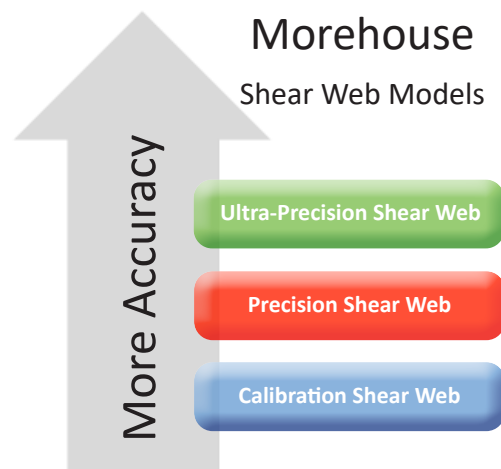 Morehouse
Shear Web Models
More Accuracy
Ultra-Precision Shear Web
Precision Shear Web
Calibration Shear Web